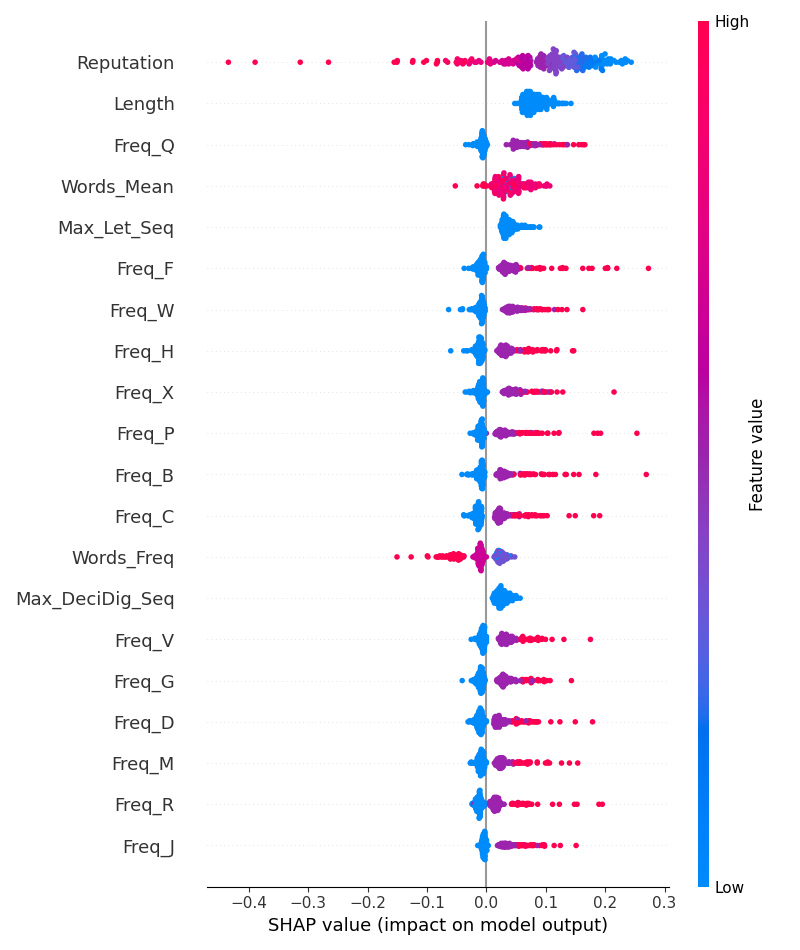 High
Reputation
Length
Freq_Q
Words_Mean
Max_Let_Seq
Freq_F
Freq_W
Freq_H
Freq_X
Freq_P
Freq_B
Freq_C
Words_Freq
Max_DeciDig_Seq
Freq_V
Freq_G
Freq_D
Freq_M
Freq_R
Freq_J
Feature value
Low
−0.4 −0.3 −0.2 −0.1 0.0 0.1 0.2 0.3
SHAP value (impact on model output)